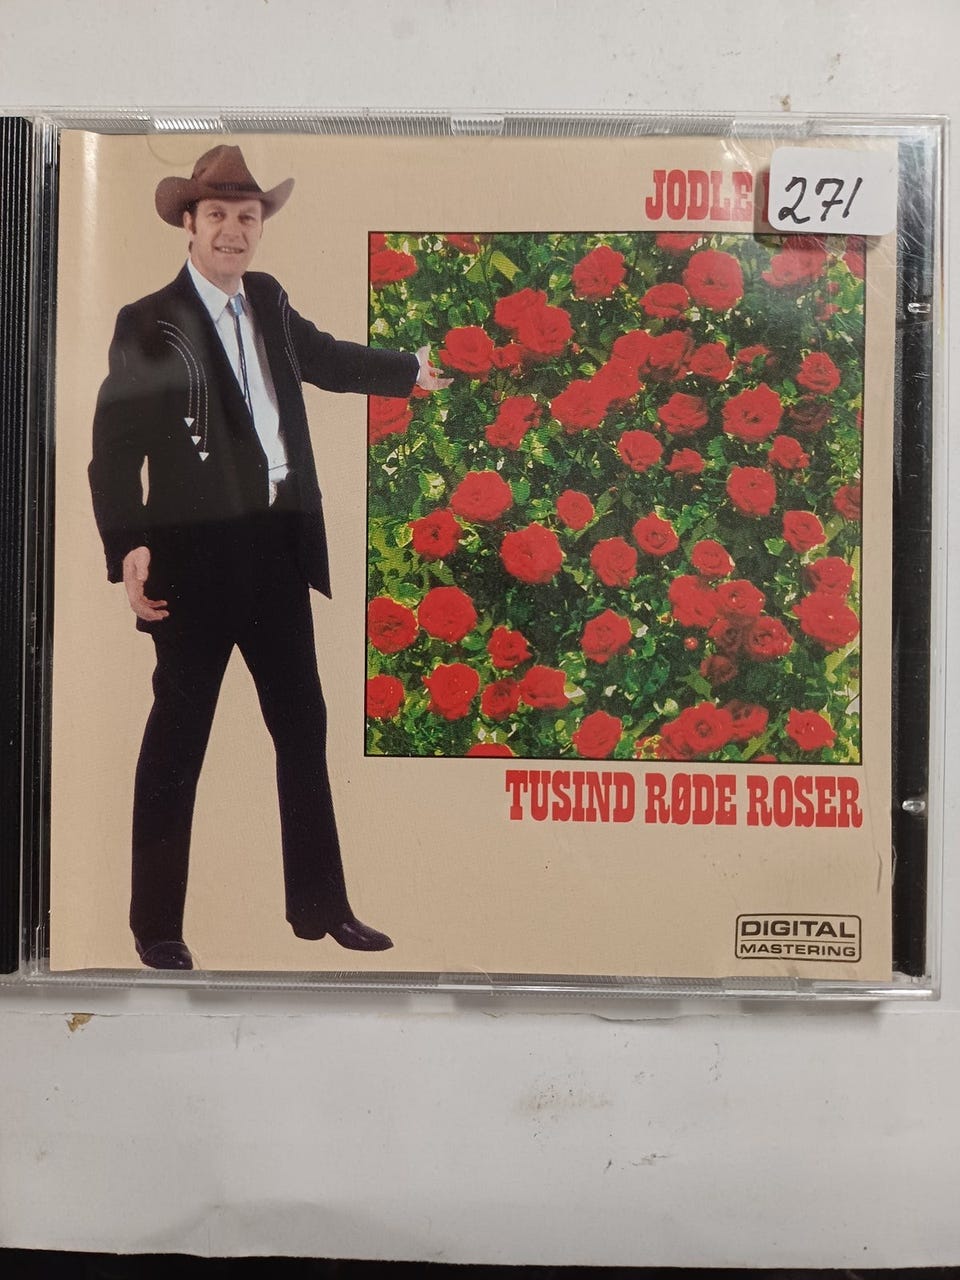 JODLE
271
TUSIND RØDE ROSER
DIGITAL
MASTERING